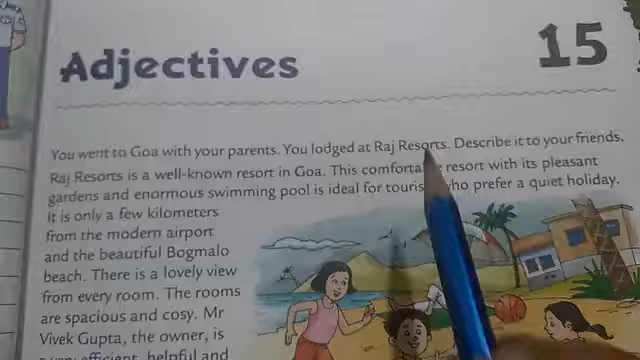 Adjectives
15
You went to Goa with your parents. You lodged at Raj Resorts. Describe it to your friends.
Raj Resorts is a well-known resort in Goa. This resort with its pleasant
gardens and enormous swimming pool is ideal for who prefer a quiet holiday.
It is only a few kilometers
from the modern airport
and the beautiful Bogmalo
beach. There is a lovely view
from every room. The rooms
are spacious and cosy. Mr
Vivek Gupta, the owner, is
efficient, helpful and